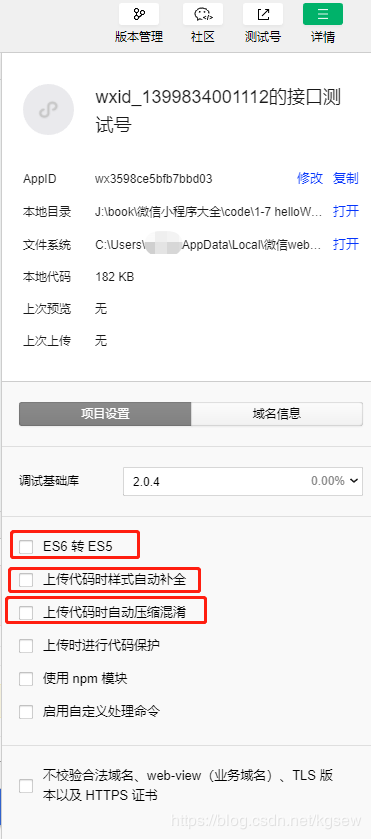 版本管理 社区 测试号 详情
wxid_1399834001112的接口测
试号
AppID wx3598ce5bfb7bbd03 修改 复制
本地目录 J:\book\微信小程序大全\code\1-7 helloW... 打开
文件系统 C:\Users\ AppData\Local\微信web... 打开
本地代码 182 KB
上次预览 无
上次上传 无
项目设置 域名信息
调试基础库 2.0.4 0.00%
ES6 转 ES5
上传代码时样式自动补全
上传代码时自动压缩混淆
上传时进行代码保护
使用 npm 模块
启用自定义处理命令
不校验合法域名、web-view（业务域名）、TLS 版
本以及 HTTPS 证书
https://blog.csdn.net/kgsew